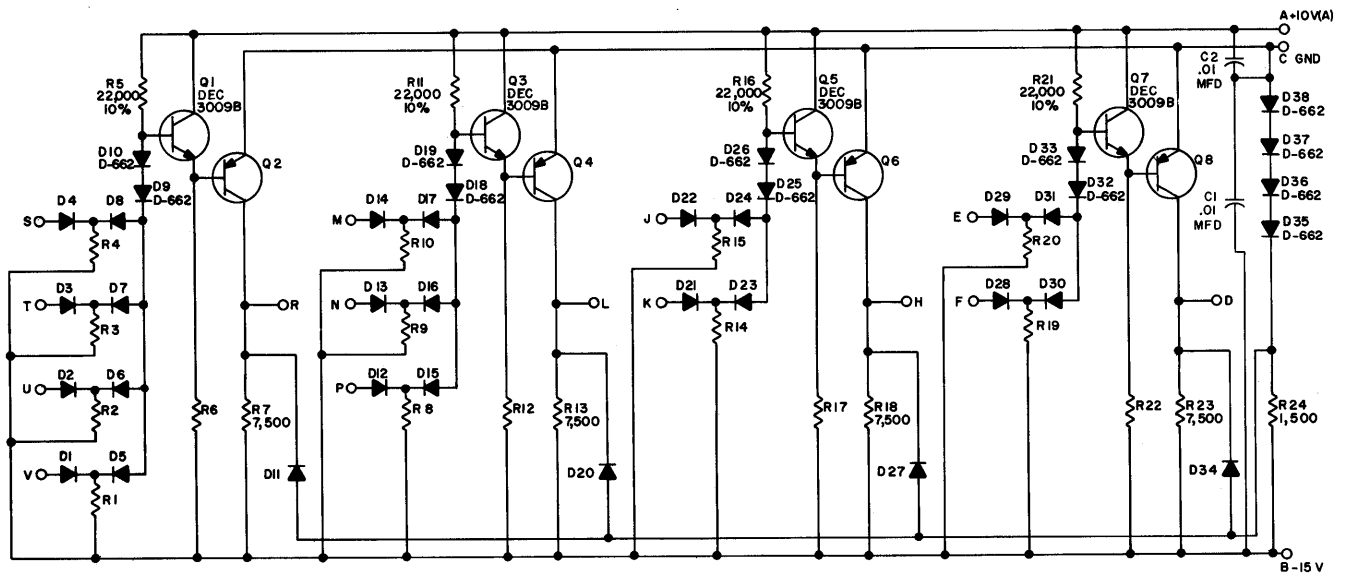 A+10V(A)
C GND
R5
22,000
10%
Q1
DEC
3009B
R11
22,000
10%
Q3
DEC
3009B
R16
22,000
10%
Q5
DEC
3009B
R21
22,000
10%
Q7
DEC
3009B
C2
.01
MFD
D38
D-662
D10
D-662
Q2
D19
D-662
Q4
D26
D-662
Q6
D33
D-662
Q8
D37
D-662
D9
D-662
D18
D-662
D25
D-662
D32
D-662
C1
.01
MFD
D36
D-662
D35
D-662
S D4 D8
R4
M D14 D17
R10
J D22 D24
R15
E D29 D31
R20
T D3 D7
R3
R
N D13 D16
R9
L
K D21 D23
R14
H
F D28 D30
R19
D
U D2 D6
R2
P D12 D15
R8
R6
R7
7,500
R12
R13
7,500
R17
R18
7,500
R22
R23
7,500
R24
1,500
V D1 D5
R1
D11
D20
D27
D34
B-15V